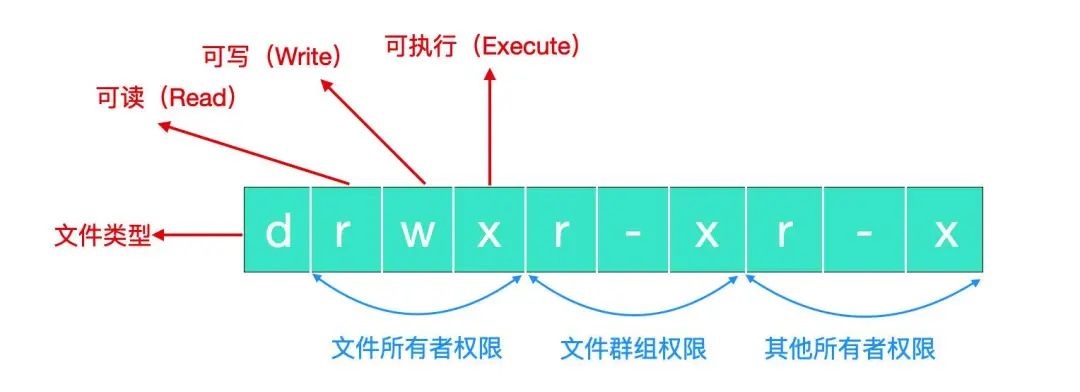 可执行（Execute）
可写（Write）
可读（Read）
文件类型
d r w x r - x r - x
文件所有者权限 文件群组权限 其他所有者权限